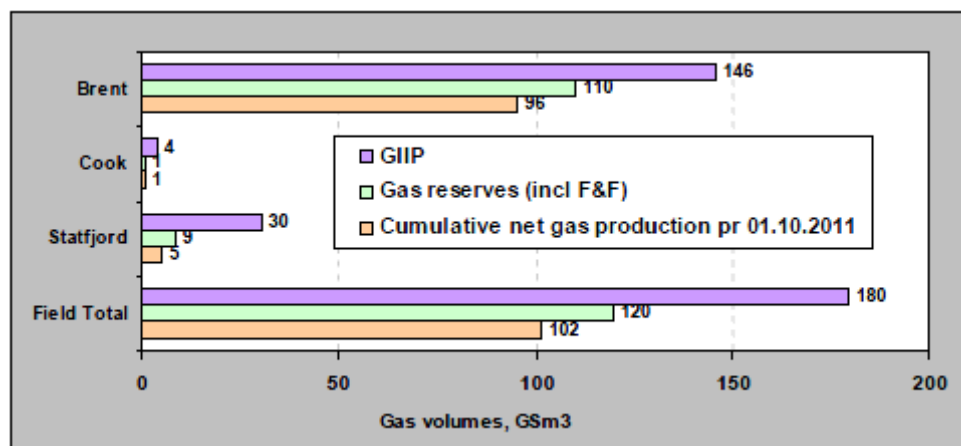 Brent
146
110
96
Cook
4
1
1
GIIP
Gas reserves (incl F&F)
Cumulative net gas production pr 01.10.2011
Statfjord
30
9
5
Field Total
180
120
102
0 50 100 150 200
Gas volumes, GSm3